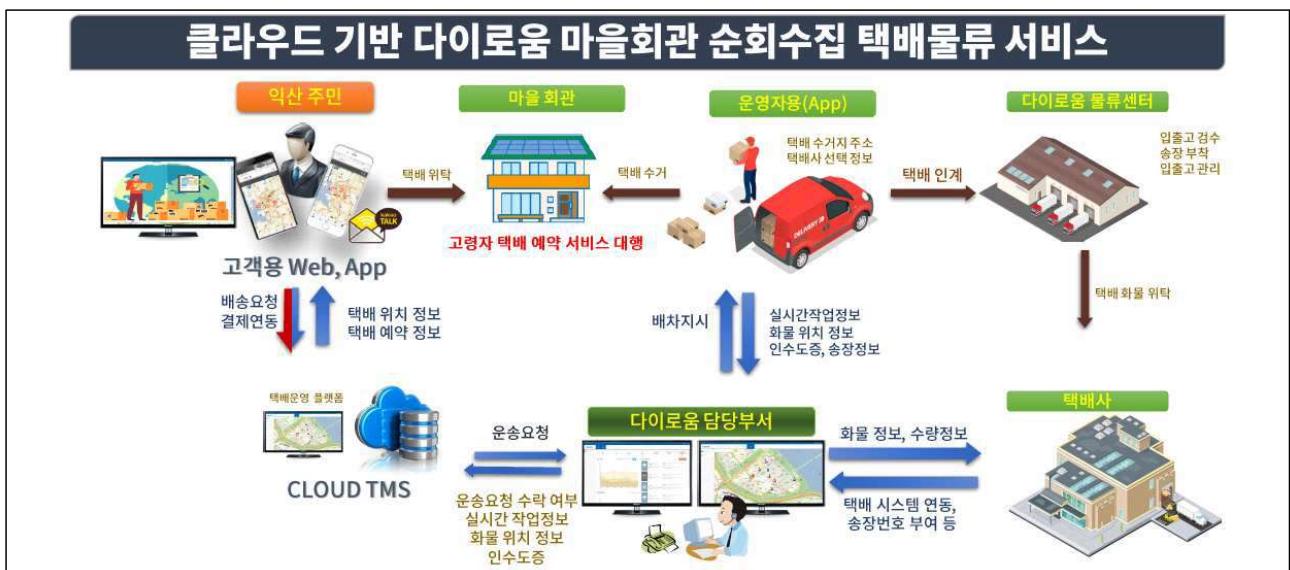 클라우드 기반 다이로움 마을회관 순회수집 택배물류 서비스
익산 주민
마을 회관
운영자용(App)
다이로움 물류센터
택배 수거지 주소
택배사 선택 정보
입출고 검수
송장 부착
입출고 관리
택배 위탁
택배 수거
택배 인계
TALK
DELIVERY
고령자 택배 예약 서비스 대행
고객용 Web, App
배송요청
결제연동
택배 위치 정보
택배 예약 정보
배차지시
실시간작업정보
화물 위치 정보
인수도증, 송장정보
택배 화물 위탁
택배운영 플랫폼
CLOUD TMS
운송요청
운송요청 수락 여부
실시간 작업정보
화물 위치 정보
인수도증
다이로움 담당부서
화물 정보, 수량정보
택배 시스템 연동,
송장번호 부여 등
택배사